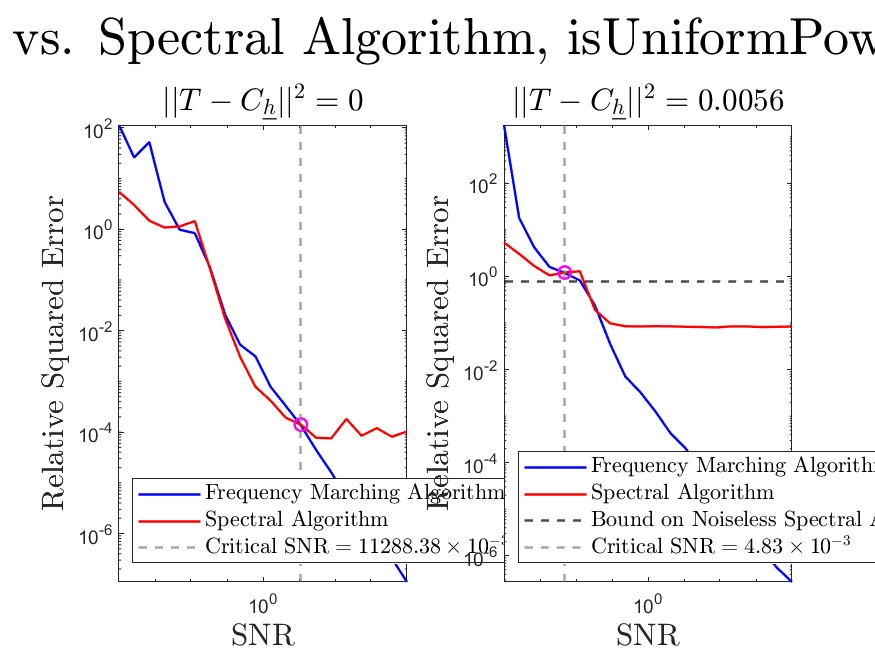 vs. Spectral Algorithm, isUniformPow
||T − C_h||² = 0
Relative Squared Error
10²
10⁰
10⁻²
10⁻⁴
10⁻⁶
Frequency Marching Algorithm
Spectral Algorithm
Critical SNR = 11288.38 × 10⁻³
10⁰
SNR
||T − C_h||² = 0.0056
Relative Squared Error
10²
10⁰
10⁻²
10⁻⁴
10⁻⁶
Frequency Marching Algorithm
Spectral Algorithm
Bound on Noiseless Spectral A
Critical SNR = 4.83 × 10⁻³
10⁰
SNR